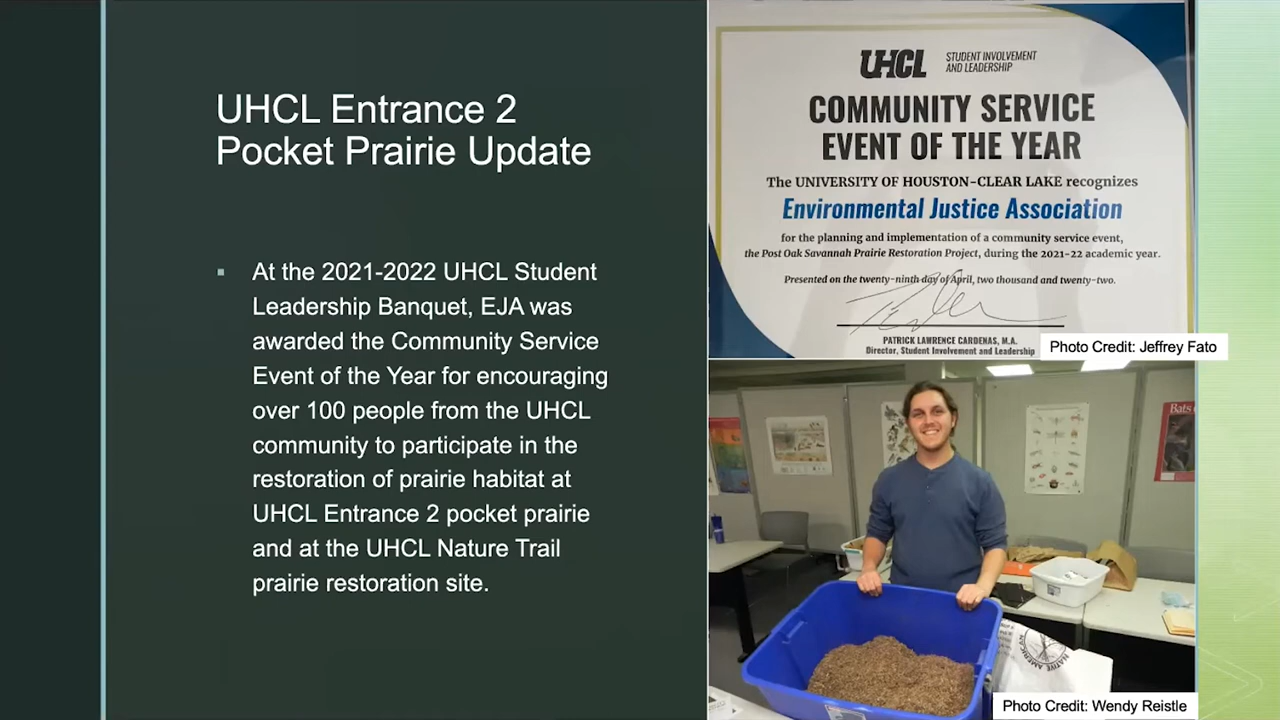 UHCL Entrance 2
Pocket Prairie Update
At the 2021-2022 UHCL Student
Leadership Banquet, EJA was
awarded the Community Service
Event of the Year for encouraging
over 100 people from the UHCL
community to participate in the
restoration of prairie habitat at
UHCL Entrance 2 pocket prairie
and at the UHCL Nature Trail
prairie restoration site.
UHCL STUDENT INVOLVEMENT
AND LEADERSHIP
COMMUNITY SERVICE
EVENT OF THE YEAR
The UNIVERSITY OF HOUSTON-CLEAR LAKE recognizes
Environmental Justice Association
for the planning and implementation of a community service event,
the Post Oak Savannah Prairie Restoration Project, during the 2021-22 academic year.
Presented on the twenty-ninth day of April, two thousand and twenty-two.
PATRICK LAWRENCE CARDENAS, M.A.
Director, Student Involvement and Leadership
Photo Credit: Jeffrey Fato
Bats
NATIVE AMERICAN
Photo Credit: Wendy Reistle